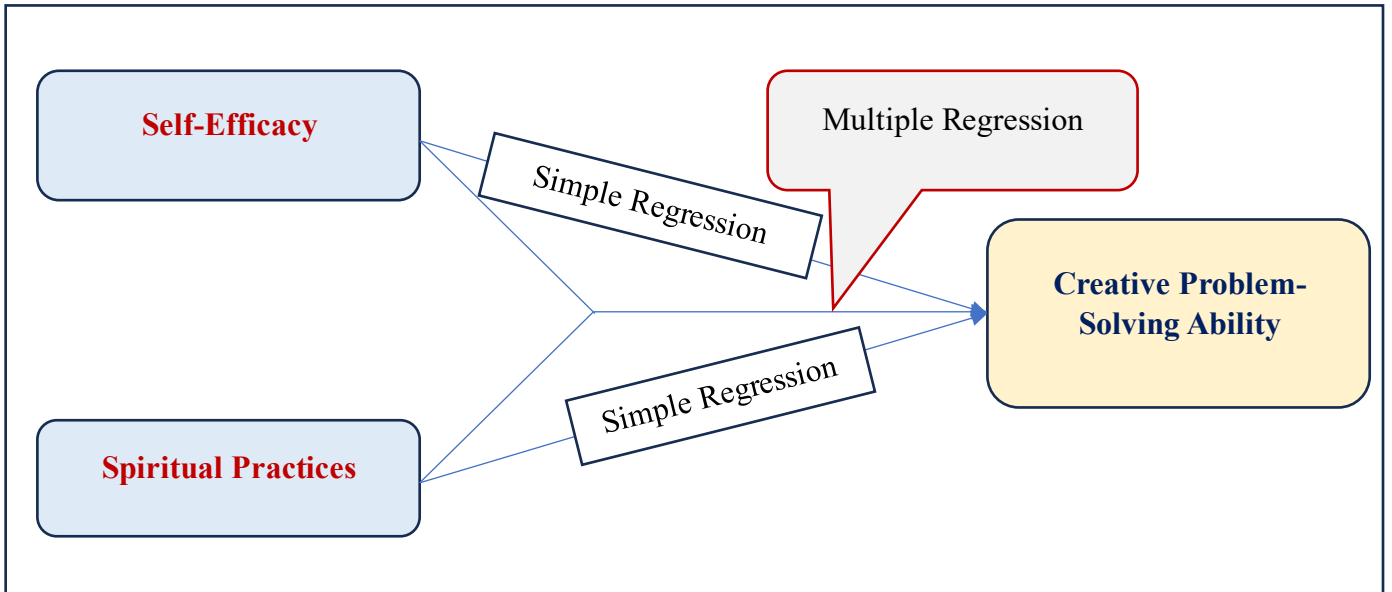 Self-Efficacy
Multiple Regression
Simple Regression
Creative Problem-
Solving Ability
Simple Regression
Spiritual Practices